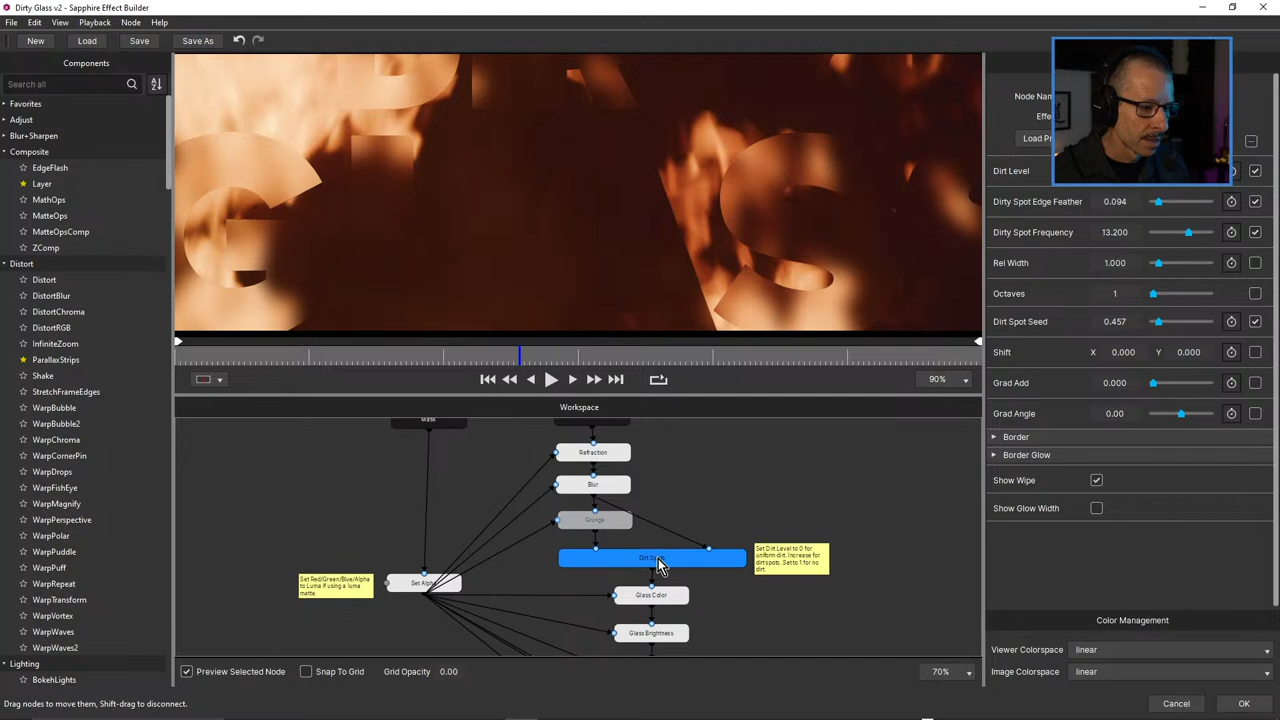 Dirty Glass v2 - Sapphire Effect Builder
File Edit View Playback Node Help
New Load Save Save As
Components
Search all
Favorites
Adjust
Blur+Sharpen
Composite
EdgeFlash
Layer
MathOps
MatteOps
MatteOpsComp
ZComp
Distort
Distort
DistortBlur
DistortChroma
DistortRGB
InfiniteZoom
ParallaxStrips
Shake
StretchFrameEdges
WarpBubble
WarpBubble2
WarpChroma
WarpCornerPin
WarpDrops
WarpFishEye
WarpMagnify
WarpPerspective
WarpPolar
WarpPuddle
WarpPuff
WarpRepeat
WarpTransform
WarpVortex
WarpWaves
WarpWaves2
Lighting
BokehLights
90%
Workspace
Mask
Refraction
Blur
Grunge
Dirt
Set Dirt Level to 0 for
uniform dirt. Increase for
dirt spots. Set to 1 for no
dirt.
Set Red/Green/Blue/Alpha
to Luma if using a luma
matte.
Set Alpha
Glass Color
Glass Brightness
Preview Selected Node Snap To Grid Grid Opacity 0.00 70%
Drag nodes to move them, Shift-drag to disconnect.
Node
Load
Dirt Level
Dirty Spot Edge Feather 0.094
Dirty Spot Frequency 13.200
Rel Width 1.000
Octaves 1
Dirt Spot Seed 0.457
Shift X 0.000 Y 0.000
Grad Add 0.000
Grad Angle 0.00
Border
Border Glow
Show Wipe
Show Glow Width
Color Management
Viewer Colorspace linear
Image Colorspace linear
Cancel OK